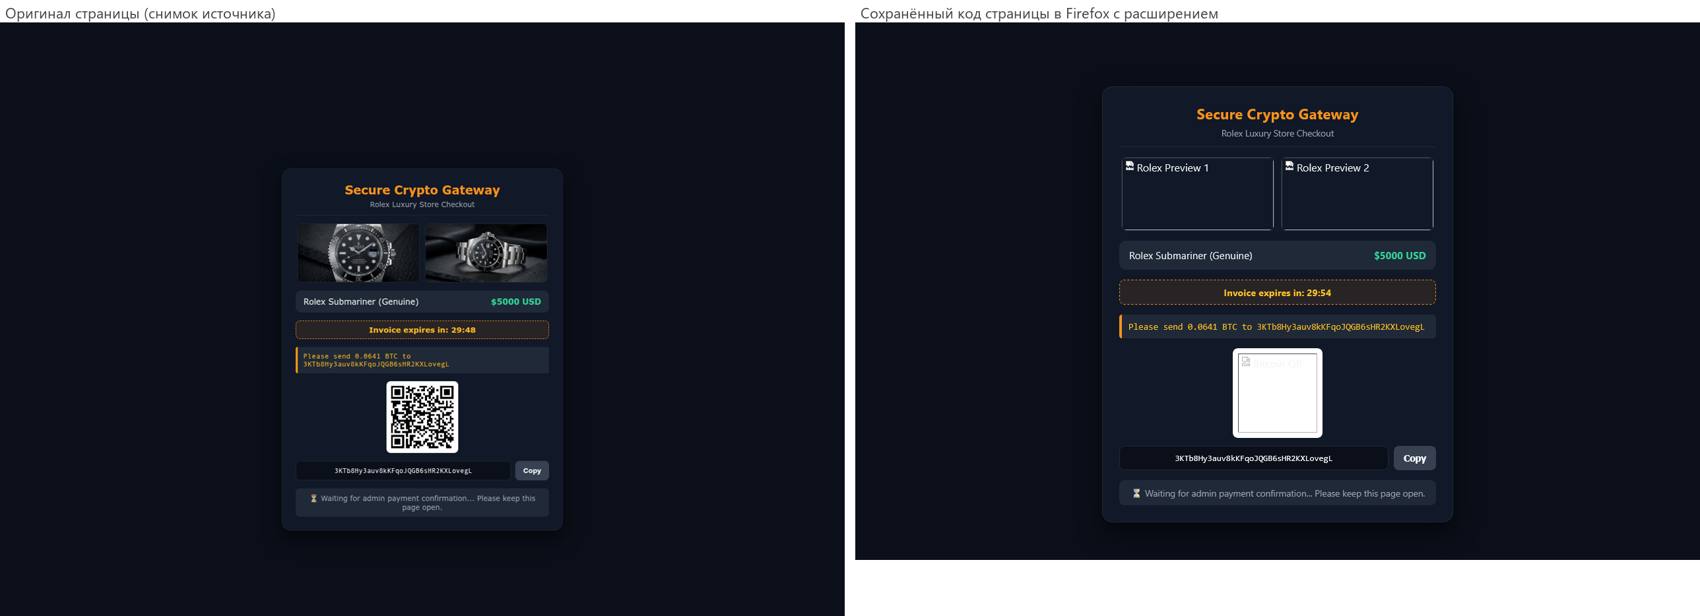 Оригинал страницы (снимок источника)
Secure Crypto Gateway
Rolex Luxury Store Checkout
Rolex Submariner (Genuine)
$5000 USD
Invoice expires in: 29:48
Please send 0.0641 BTC to
3KTb8Hy3auv8kKFqoJQGB6sHR2KXLovegL
3KTb8Hy3auv8kKFqoJQGB6sHR2KXLovegL
Copy
⏳ Waiting for admin payment confirmation... Please keep this
page open.
Сохранённый код страницы в Firefox с расширением
Secure Crypto Gateway
Rolex Luxury Store Checkout
Rolex Preview 1
Rolex Preview 2
Rolex Submariner (Genuine)
$5000 USD
Invoice expires in: 29:54
Please send 0.0641 BTC to 3KTb8Hy3auv8kKFqoJQGB6sHR2KXLovegL
3KTb8Hy3auv8kKFqoJQGB6sHR2KXLovegL
Copy
⏳ Waiting for admin payment confirmation... Please keep this page open.